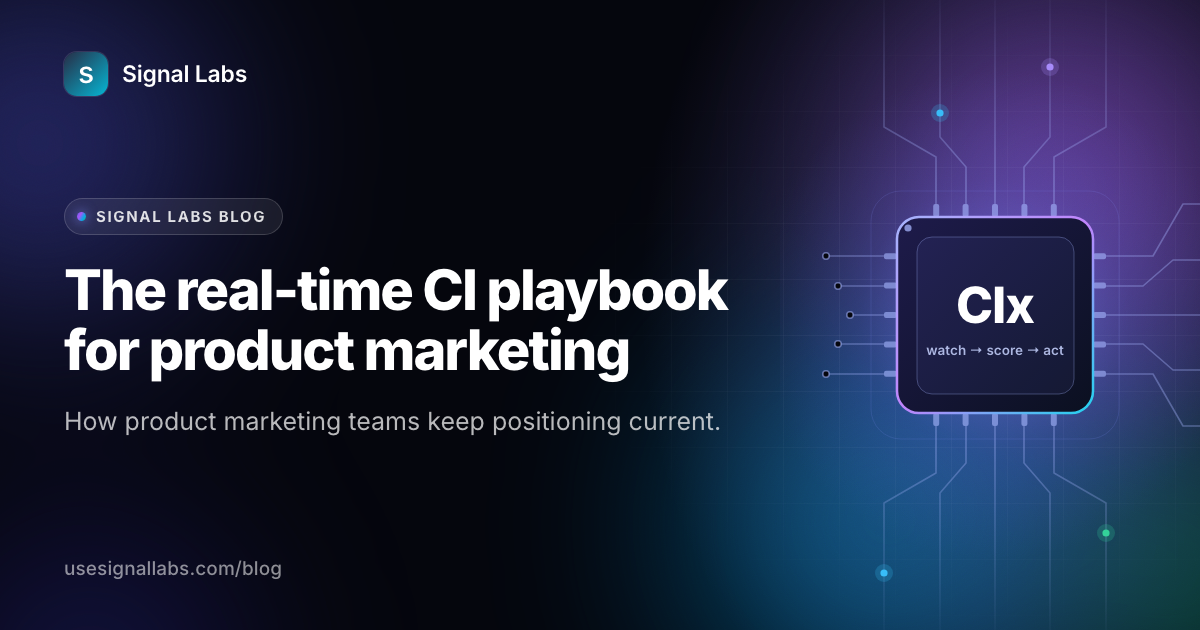 S
Signal Labs
SIGNAL LABS BLOG
The real-time CI playbook
for product marketing
How product marketing teams keep positioning current.
usesignallabs.com/blog
CIx
watch → score → act